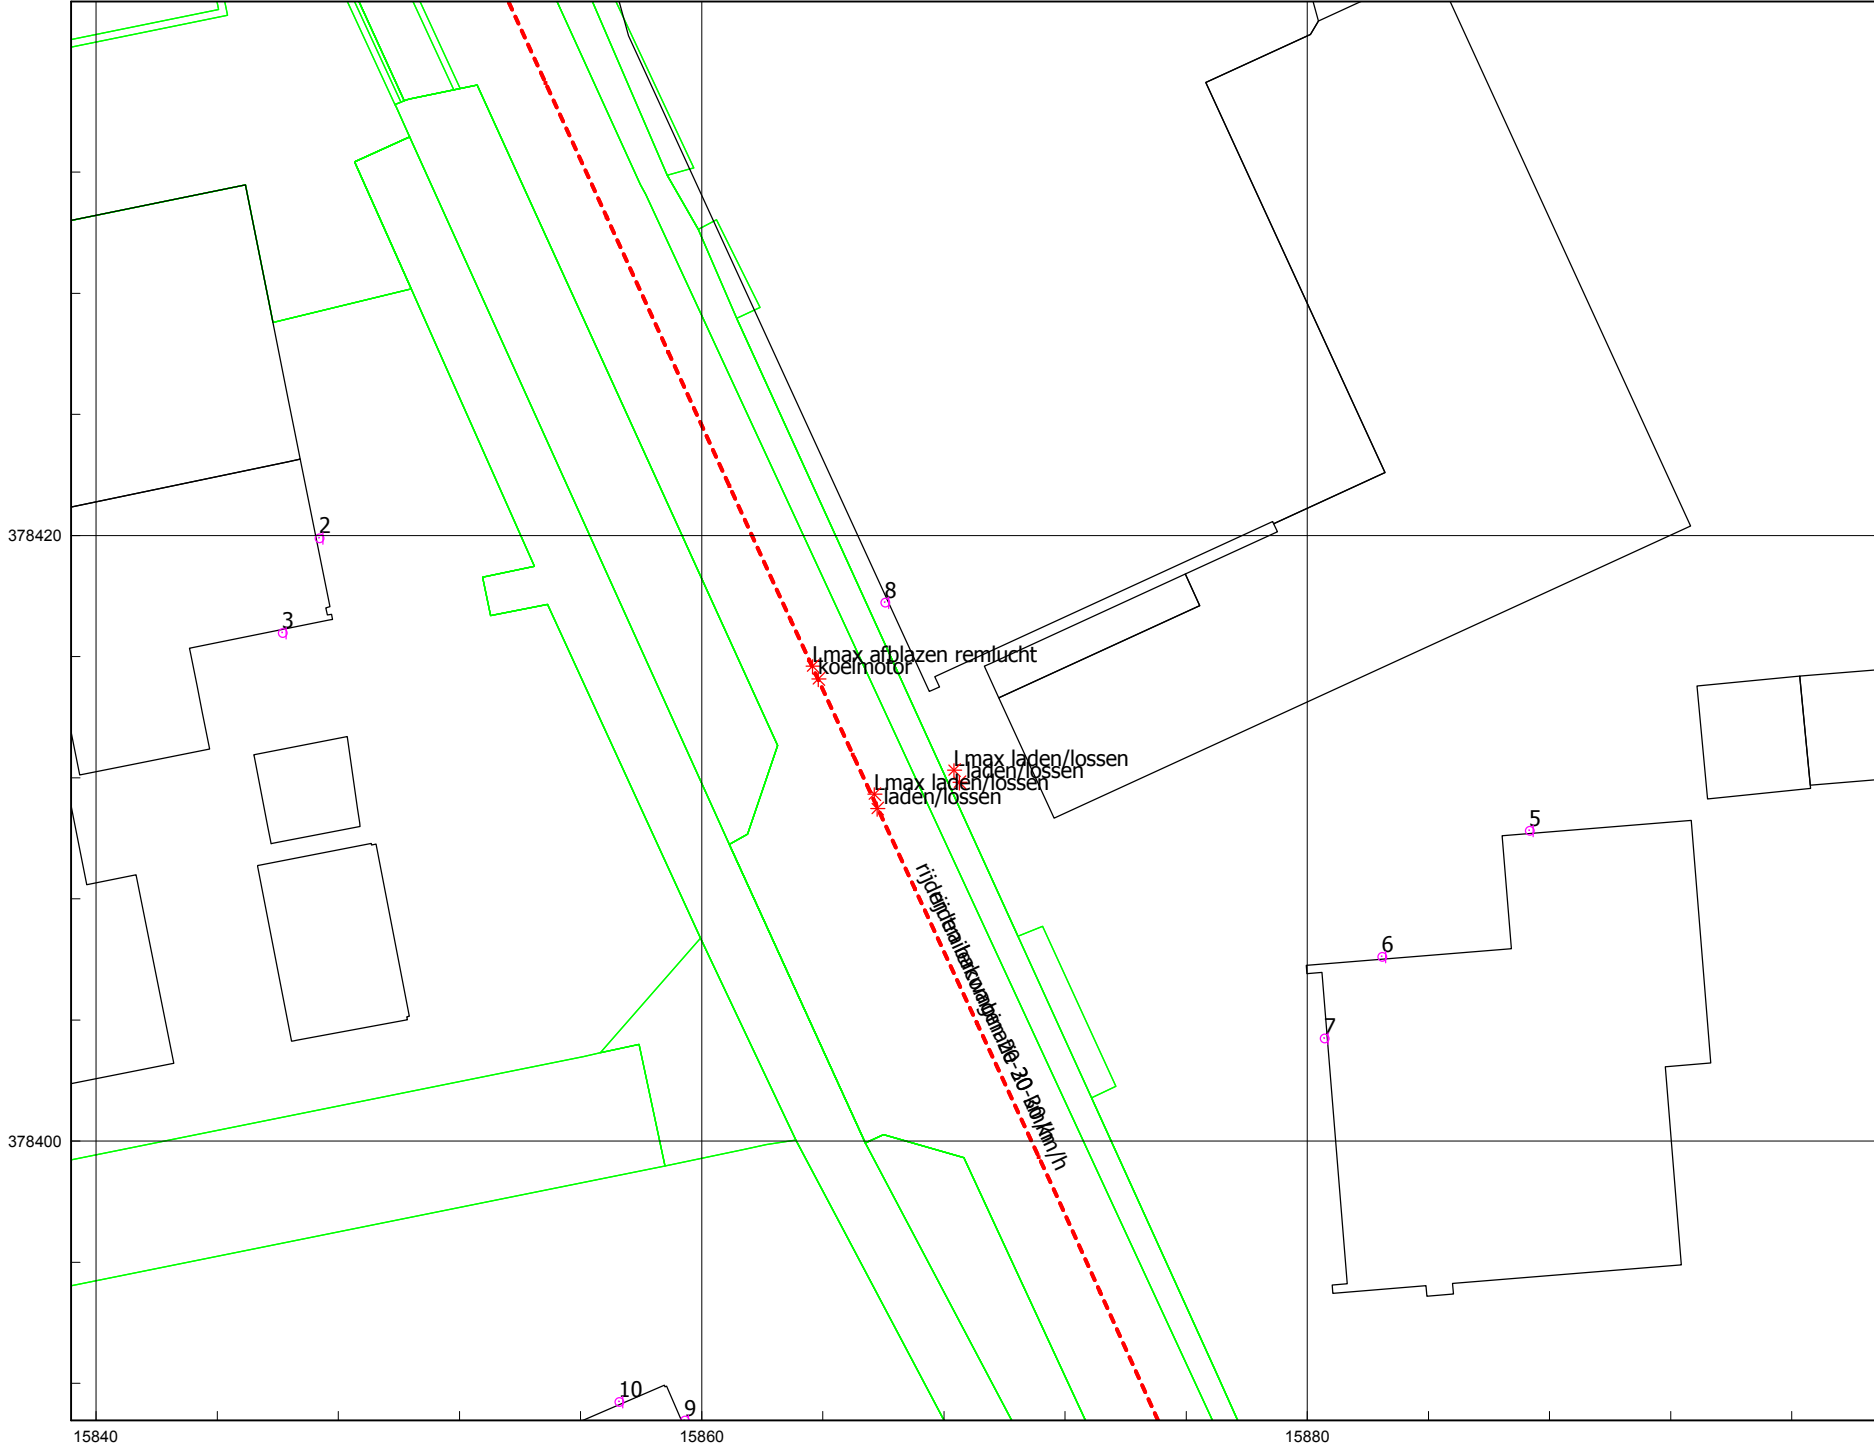 2
378420
8
3
Lmax afblazen remlucht
koelmotor
Lmax laden/lossen
laden/lossen
Lmax laden/lossen
laden/lossen
5
6
7
378400
10
9
15840
15860
15880